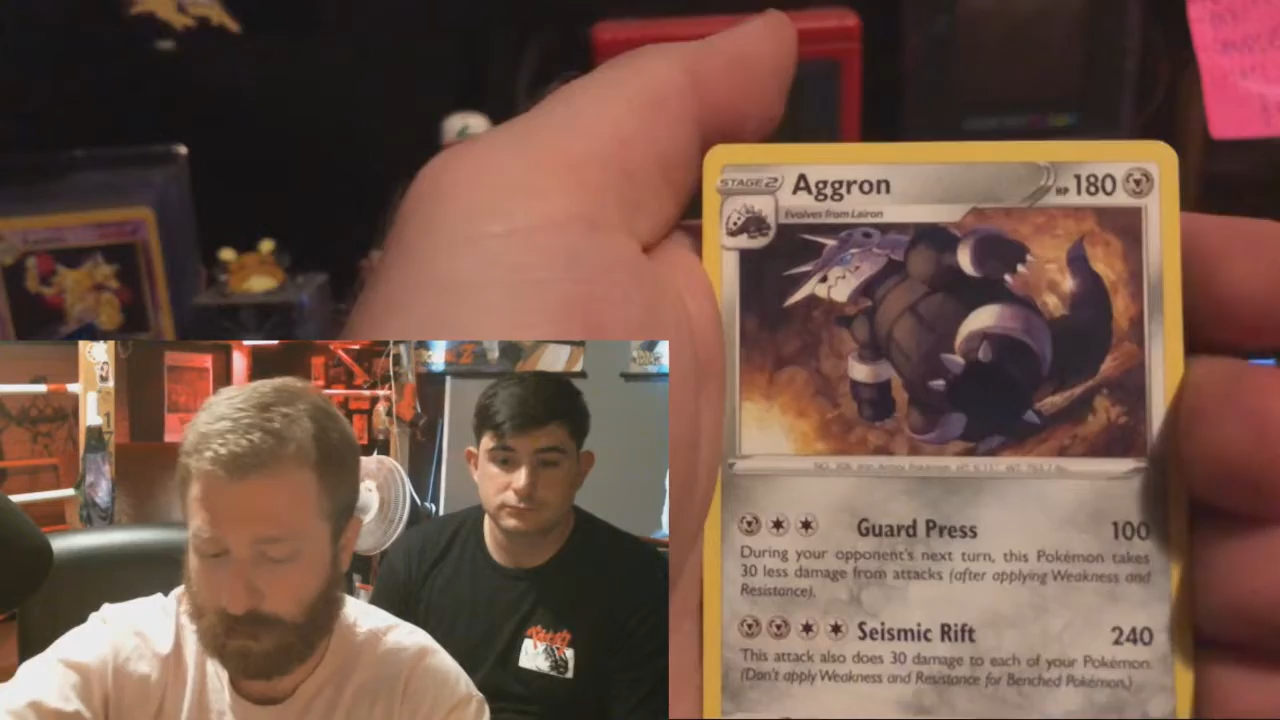 STAGE 2
Aggron
HP 180
Evolves from Lairon
Guard Press 100
During your opponent's next turn, this Pokémon takes
30 less damage from attacks (after applying Weakness and
Resistance).
Seismic Rift 240
This attack also does 30 damage to each of your Pokémon.
(Don't apply Weakness and Resistance for Benched Pokémon.)